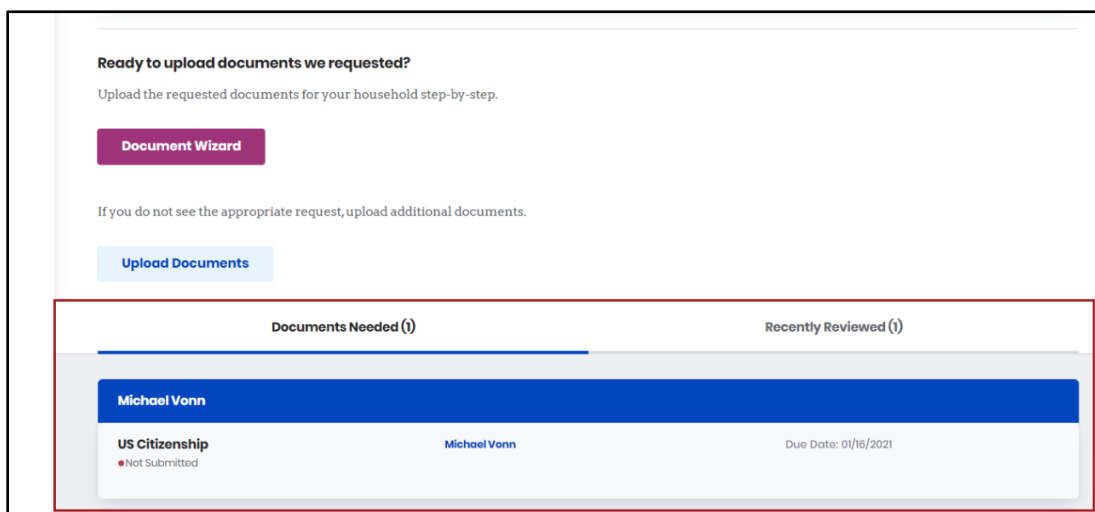 Ready to upload documents we requested?
Upload the requested documents for your household step-by-step.
Document Wizard
If you do not see the appropriate request, upload additional documents.
Upload Documents
Documents Needed (1)
Recently Reviewed (1)
Michael Vonn
US Citizenship
Michael Vonn
Due Date: 01/16/2021
Not Submitted